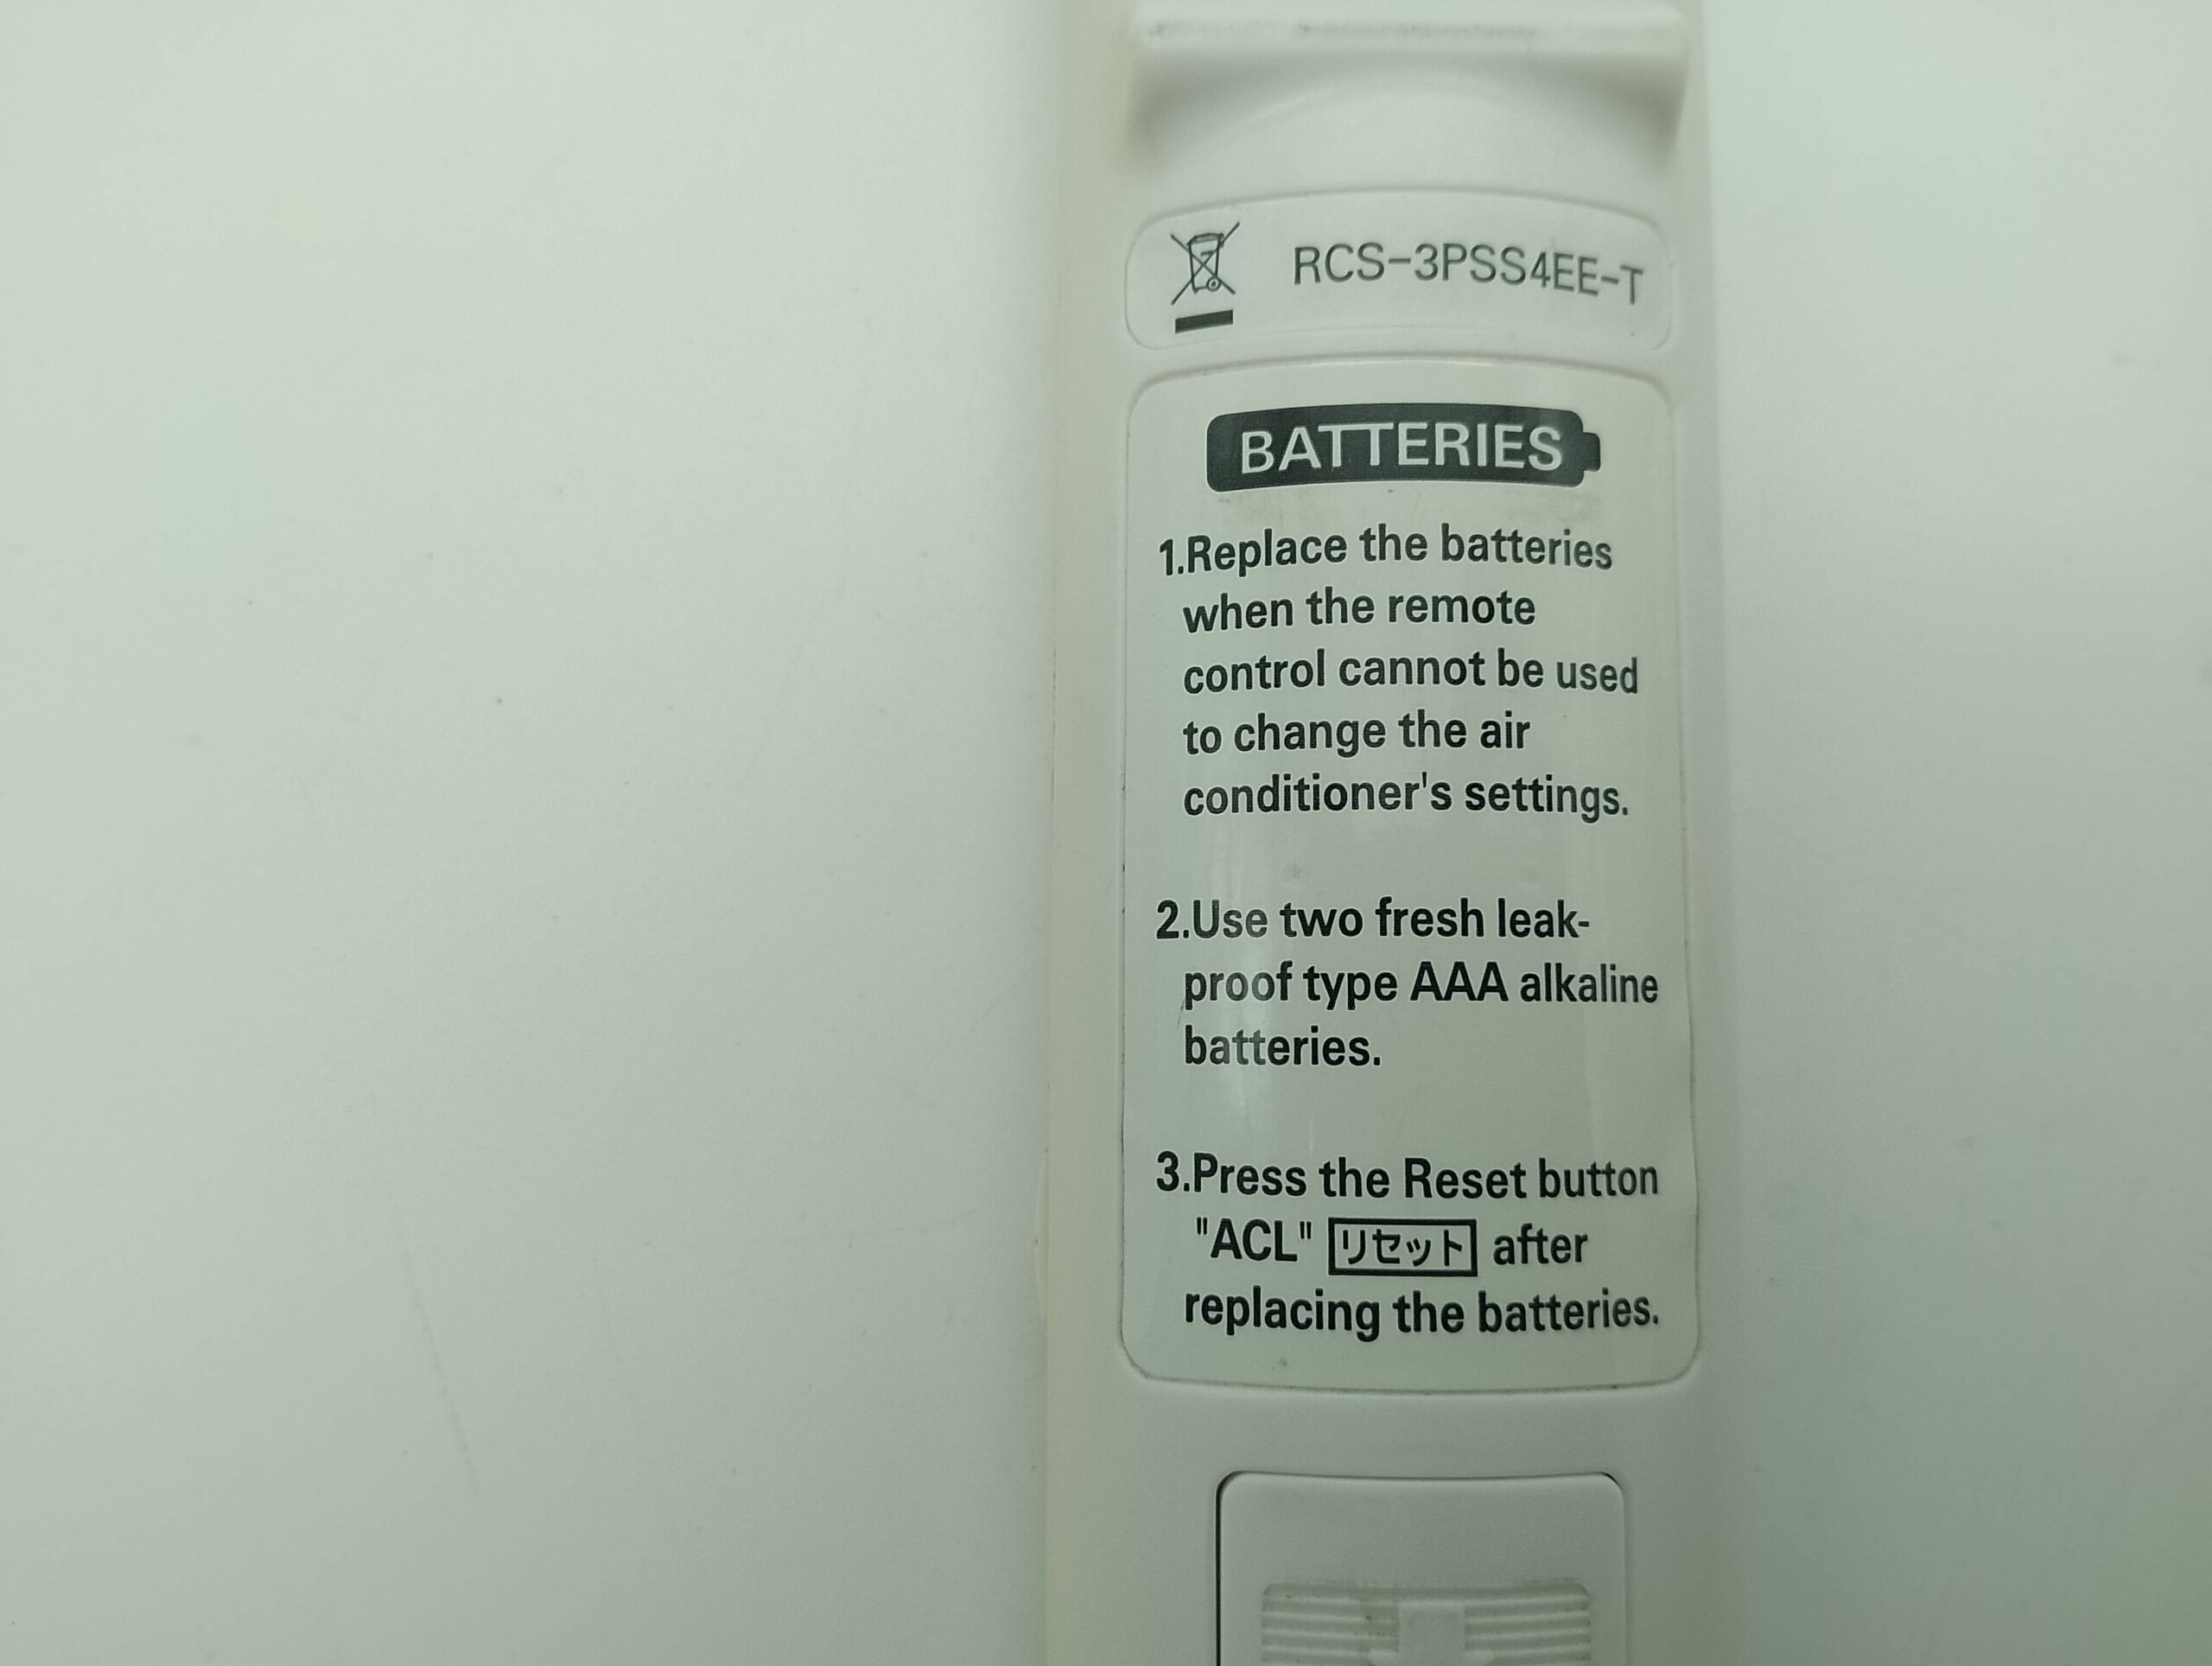 RCS-3PSS4EE-T
BATTERIES
1.Replace the batteries
when the remote
control cannot be used
to change the air
conditioner's settings.
2.Use two fresh leak-
proof type AAA alkaline
batteries.
3.Press the Reset button
"ACL" リセット after
replacing the batteries.